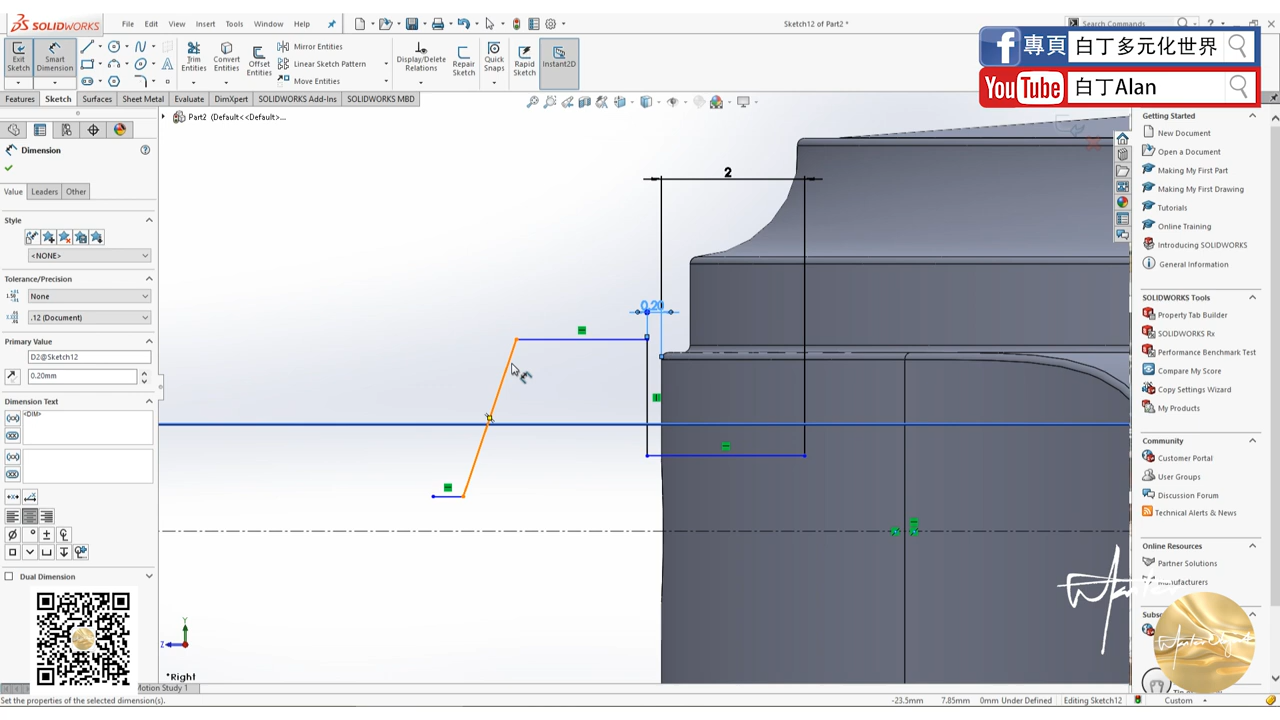 SOLIDWORKS
File Edit View Insert Tools Window Help
Sketch12 of Part2 *
Search Commands
專頁 白丁多元化世界
YouTube 白丁Alan
Exit Sketch
Smart Dimension
Trim Entities
Convert Entities
Offset Entities
Mirror Entities
Linear Sketch Pattern
Move Entities
Display/Delete Relations
Repair Sketch
Quick Snaps
Rapid Sketch
Instant2D
Features Sketch Surfaces Sheet Metal Evaluate DimXpert SOLIDWORKS Add-Ins SOLIDWORKS MBD
Part2 (Default<<Default>...
Dimension
Value Leaders Other
Style
<NONE>
Tolerance/Precision
None
.12 (Document)
Primary Value
D2@Sketch12
0.20mm
Dimension Text
<DIM>
Dual Dimension
2
0.20
Y
Z
*Right
Motion Study 1
Getting Started
New Document
Open a Document
Making My First Part
Making My First Drawing
Tutorials
Online Training
Introducing SOLIDWORKS
General Information
SOLIDWORKS Tools
Property Tab Builder
SOLIDWORKS Rx
Performance Benchmark Test
Compare My Score
Copy Settings Wizard
My Products
Community
Customer Portal
User Groups
Discussion Forum
Technical Alerts & News
Online Resources
Partner Solutions
Manufacturers
Set the properties of the selected dimension(s).
-23.5mm 7.85mm 0mm Under Defined Editing Sketch12 Custom